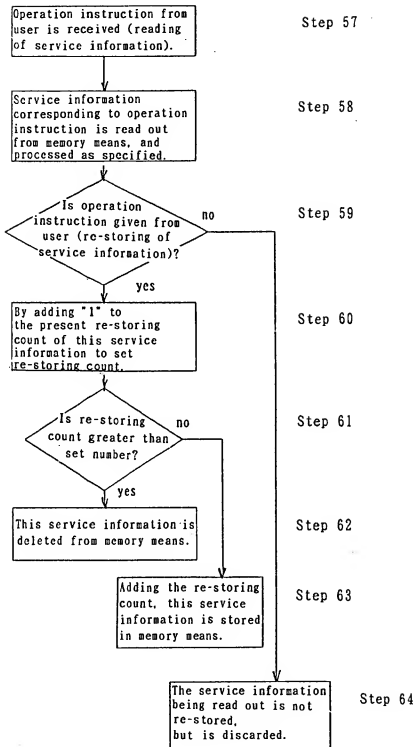 Operation instruction from
user is received (reading
of service information).
Step 57
Service information
corresponding to operation
instruction is read out
from memory means, and
processed as specified.
Step 58
Is operation
instruction given from
user (re-storing of
service information)?
no
Step 59
yes
By adding "1" to
the present re-storing
count of this service
information to set
re-storing count.
Step 60
Is re-storing
count greater than
set number?
no
Step 61
yes
This service information is
deleted from memory means.
Step 62
Adding the re-storing
count, this service
information is stored
in memory means.
Step 63
The service information
being read out is not
re-stored,
but is discarded.
Step 64